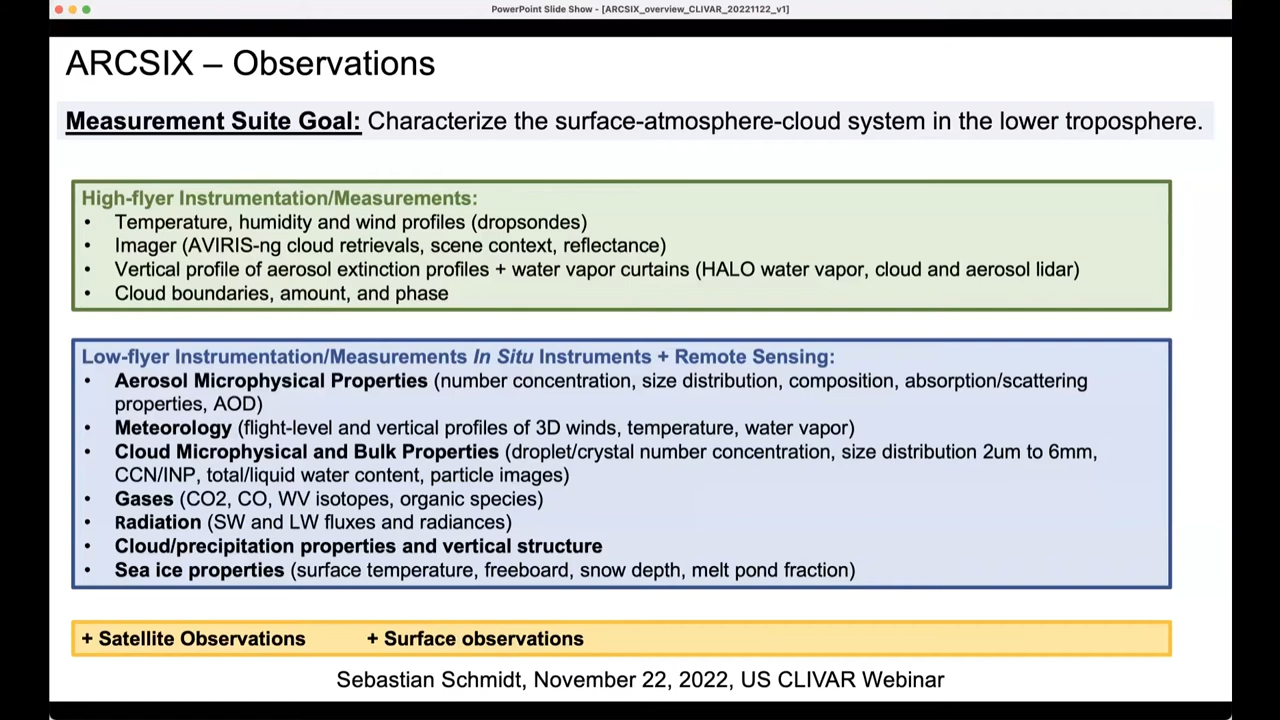 PowerPoint Slide Show - [ARCSIX_overview_CLIVAR_20221122_v1]
ARCSIX – Observations
Measurement Suite Goal: Characterize the surface-atmosphere-cloud system in the lower troposphere.
High-flyer Instrumentation/Measurements:
• Temperature, humidity and wind profiles (dropsondes)
• Imager (AVIRIS-ng cloud retrievals, scene context, reflectance)
• Vertical profile of aerosol extinction profiles + water vapor curtains (HALO water vapor, cloud and aerosol lidar)
• Cloud boundaries, amount, and phase
Low-flyer Instrumentation/Measurements In Situ Instruments + Remote Sensing:
• Aerosol Microphysical Properties (number concentration, size distribution, composition, absorption/scattering
properties, AOD)
• Meteorology (flight-level and vertical profiles of 3D winds, temperature, water vapor)
• Cloud Microphysical and Bulk Properties (droplet/crystal number concentration, size distribution 2um to 6mm,
CCN/INP, total/liquid water content, particle images)
• Gases (CO2, CO, WV isotopes, organic species)
• Radiation (SW and LW fluxes and radiances)
• Cloud/precipitation properties and vertical structure
• Sea ice properties (surface temperature, freeboard, snow depth, melt pond fraction)
+ Satellite Observations + Surface observations
Sebastian Schmidt, November 22, 2022, US CLIVAR Webinar